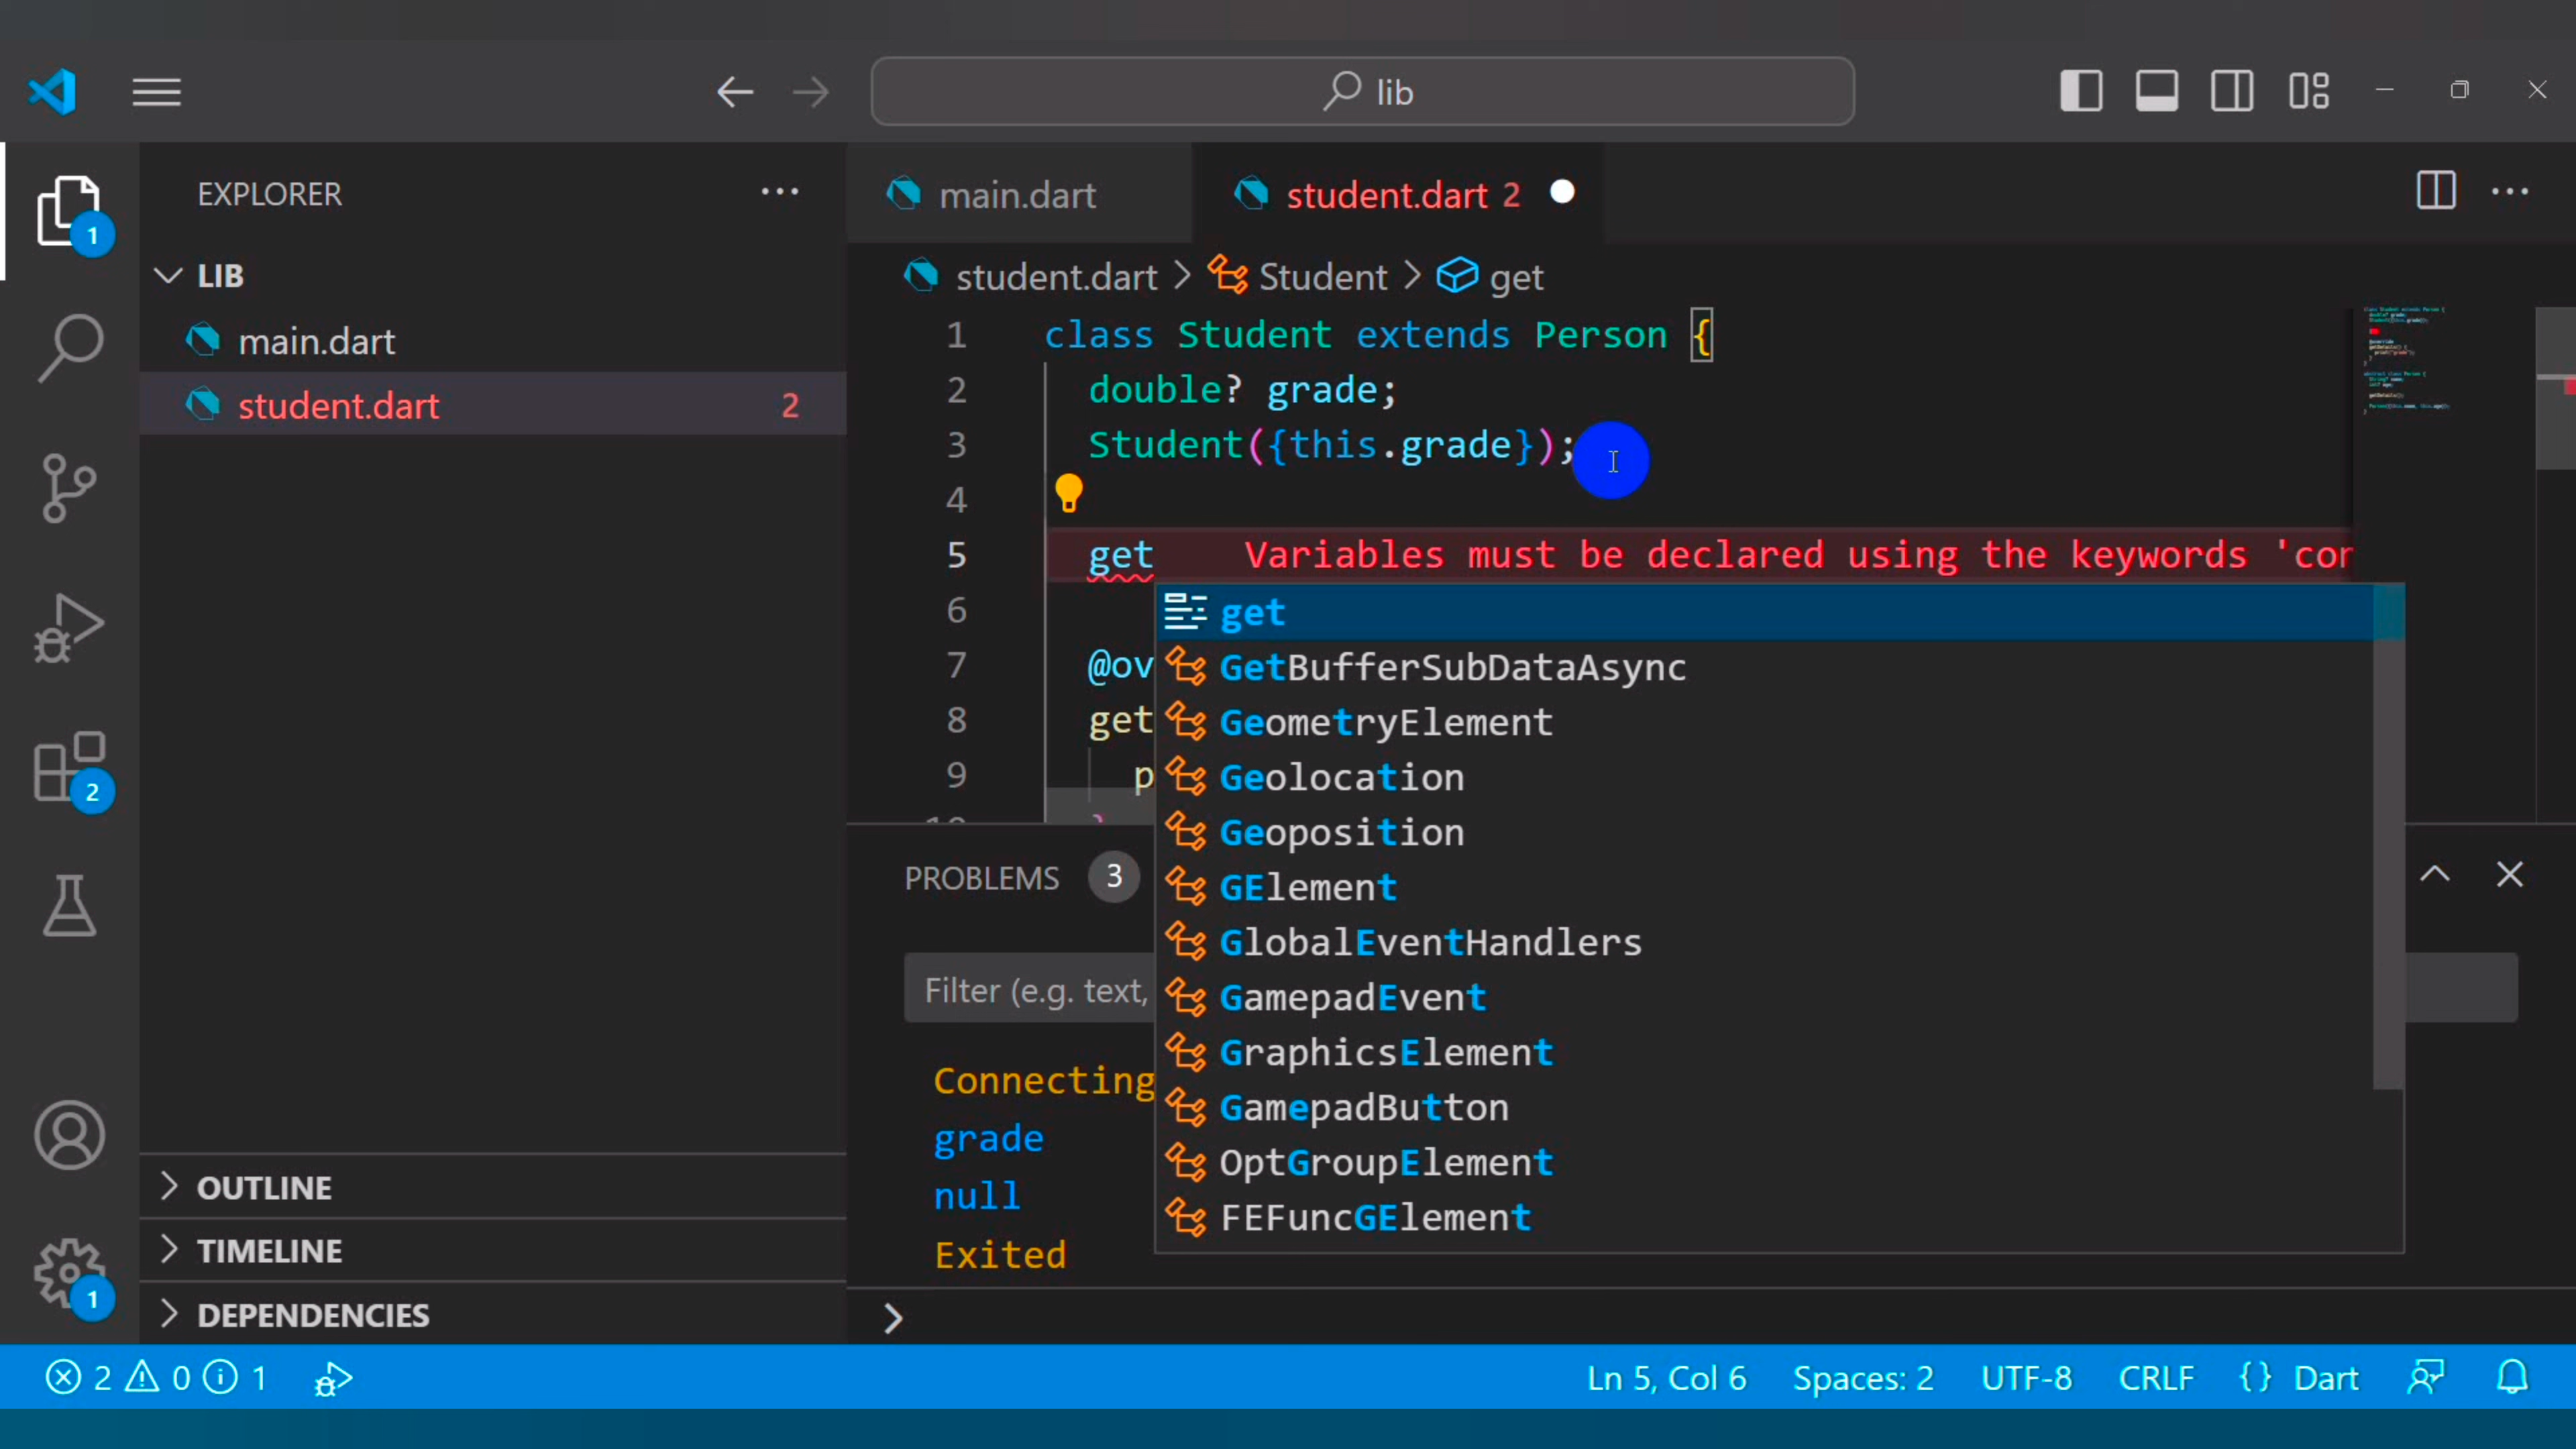 lib
EXPLORER
LIB
main.dart
student.dart 2
OUTLINE
TIMELINE
DEPENDENCIES
1
2
1
main.dart
student.dart 2
student.dart > Student > get
1 class Student extends Person {
2 double? grade;
3 Student({this.grade});
4
5 get Variables must be declared using the keywords 'con
6
7 @ov
8 get
9 p
get
GetBufferSubDataAsync
GeometryElement
Geolocation
Geoposition
GElement
GlobalEventHandlers
GamepadEvent
GraphicsElement
GamepadButton
OptGroupElement
FEFuncGElement
PROBLEMS 3
Filter (e.g. text,
Connecting
grade
null
Exited
>
2 0 1
Ln 5, Col 6 Spaces: 2 UTF-8 CRLF {} Dart